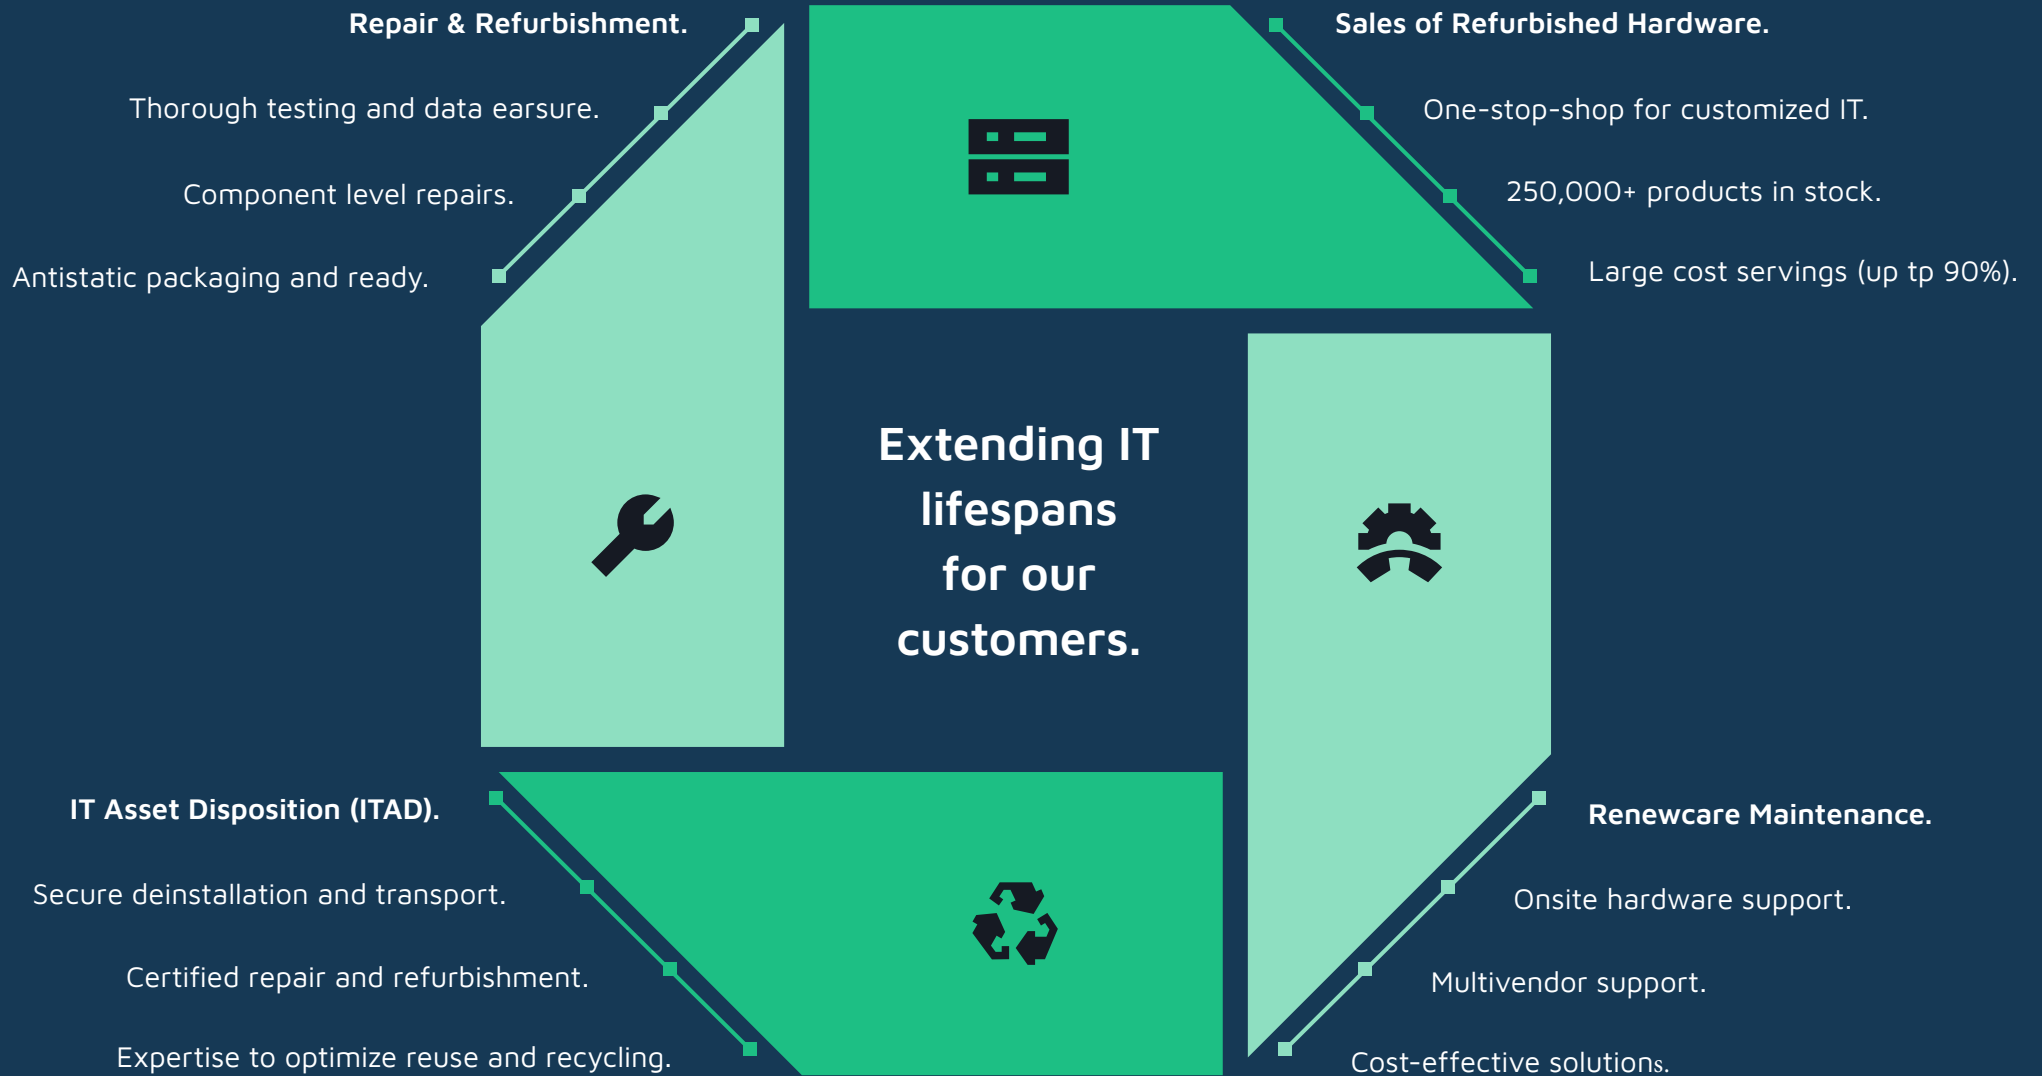 Repair & Refurbishment.
Thorough testing and data earsure.
Component level repairs.
Antistatic packaging and ready.
Sales of Refurbished Hardware.
One-stop-shop for customized IT.
250,000+ products in stock.
Large cost servings (up tp 90%).
Extending IT
lifespans
for our
customers.
IT Asset Disposition (ITAD).
Secure deinstallation and transport.
Certified repair and refurbishment.
Expertise to optimize reuse and recycling.
Renewcare Maintenance.
Onsite hardware support.
Multivendor support.
Cost-effective solutions.